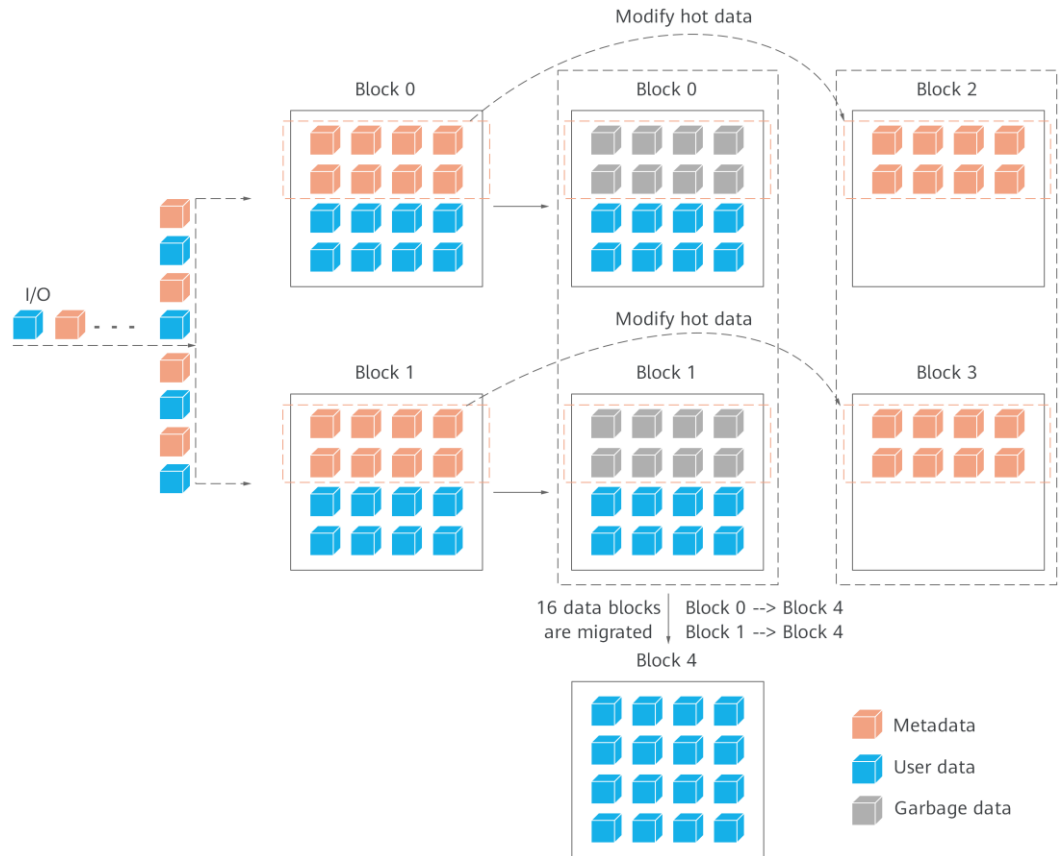 Modify hot data
Block 0
Block 0
Block 2
I/O
- - -
Modify hot data
Block 1
Block 1
Block 3
16 data blocks
are migrated
Block 0 --> Block 4
Block 1 --> Block 4
Block 4
Metadata
User data
Garbage data